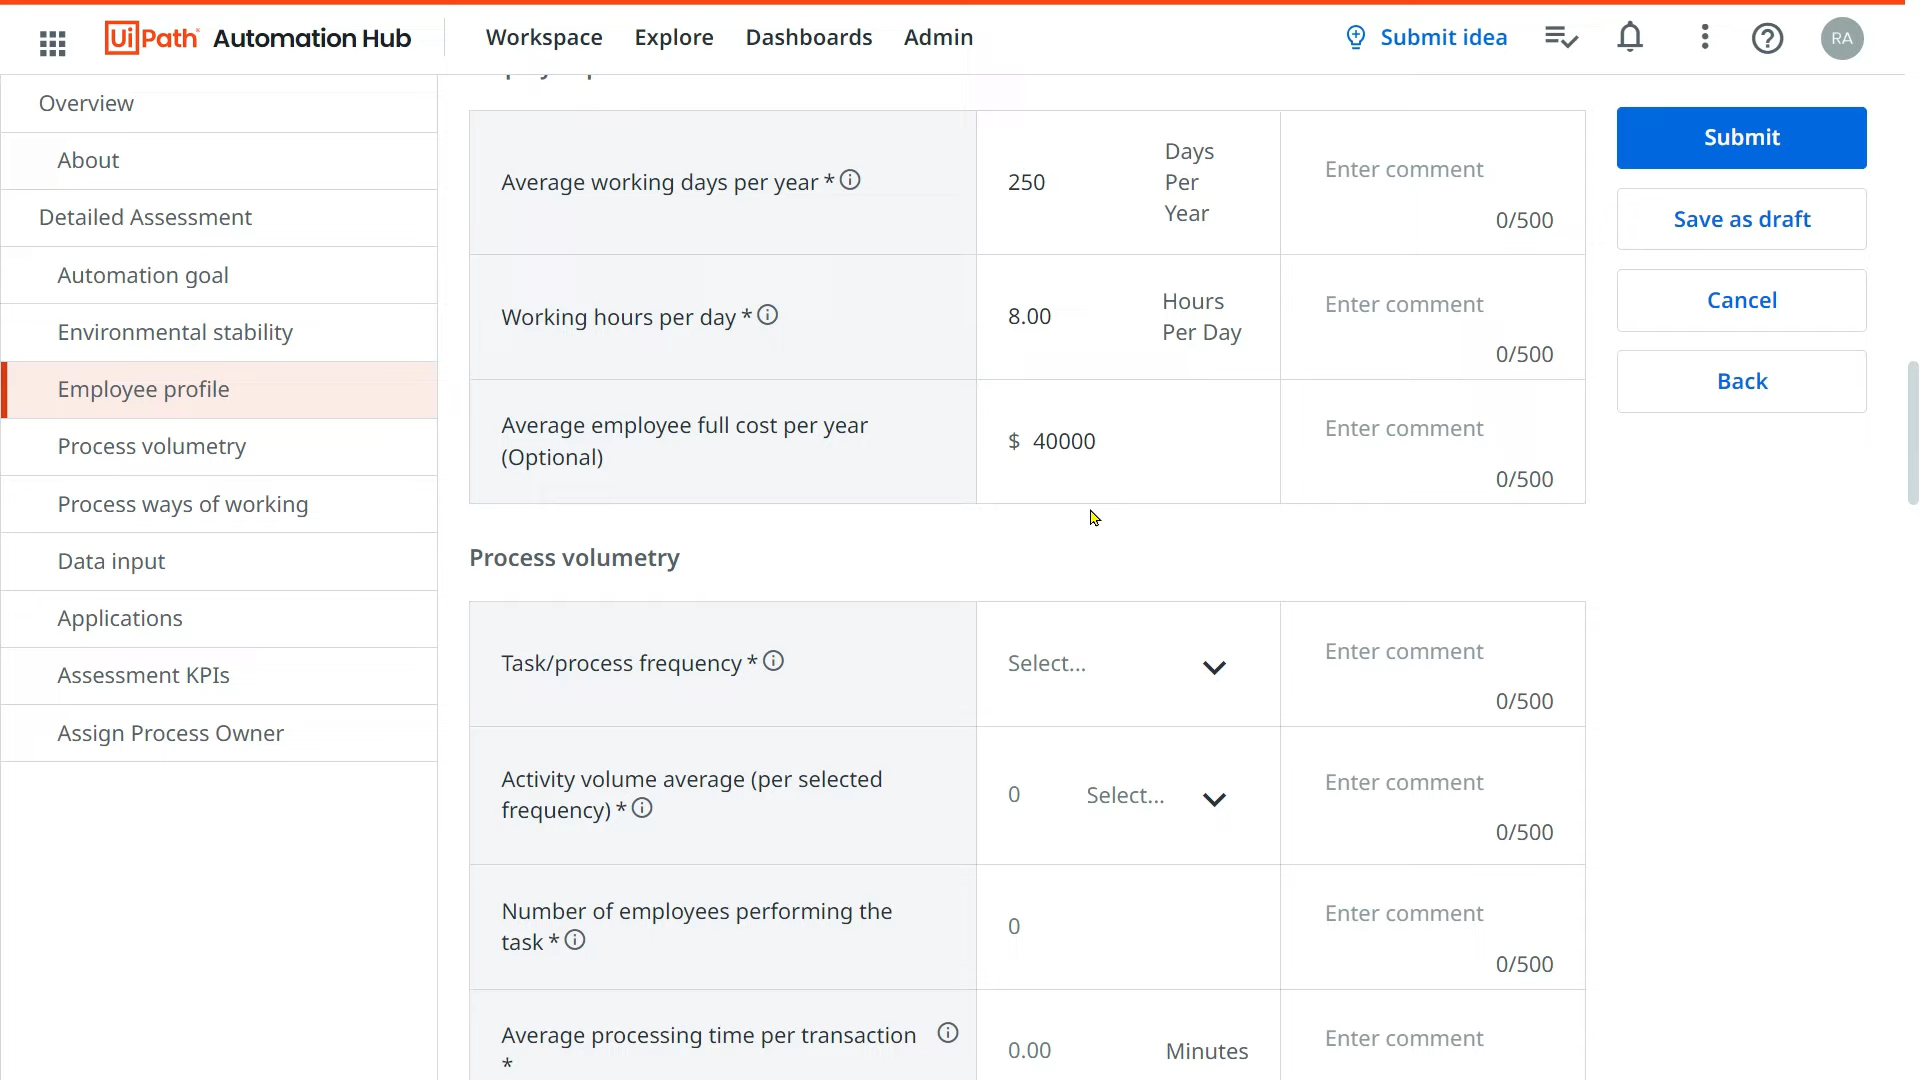 UiPath Automation Hub
Workspace
Explore
Dashboards
Admin
Submit idea
RA
Overview
About
Detailed Assessment
Automation goal
Environmental stability
Employee profile
Process volumetry
Process ways of working
Data input
Applications
Assessment KPIs
Assign Process Owner
Average working days per year *
250
Days
Per
Year
Enter comment
0/500
Working hours per day *
8.00
Hours
Per Day
Enter comment
0/500
Average employee full cost per year
(Optional)
$ 40000
Enter comment
0/500
Process volumetry
Task/process frequency *
Select...
Enter comment
0/500
Activity volume average (per selected
frequency) *
0
Select...
Enter comment
0/500
Number of employees performing the
task *
0
Enter comment
0/500
Average processing time per transaction
*
0.00
Minutes
Enter comment
Submit
Save as draft
Cancel
Back